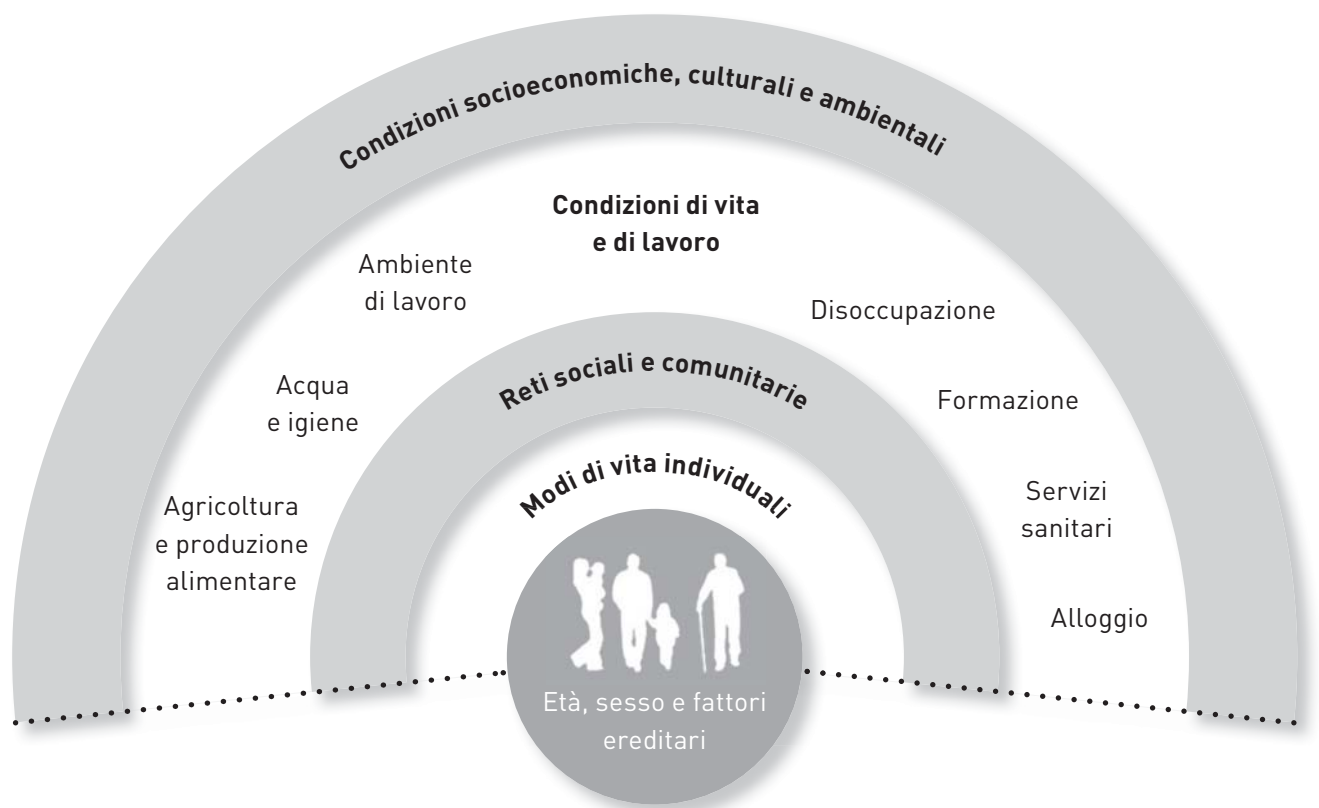 Condizioni socioeconomiche, culturali e ambientali
Condizioni di vita
e di lavoro
Ambiente
di lavoro
Disoccupazione
Reti sociali e comunitarie
Acqua
e igiene
Formazione
Modi di vita individuali
Agricoltura
e produzione
alimentare
Servizi
sanitari
Alloggio
Età, sesso e fattori
ereditari